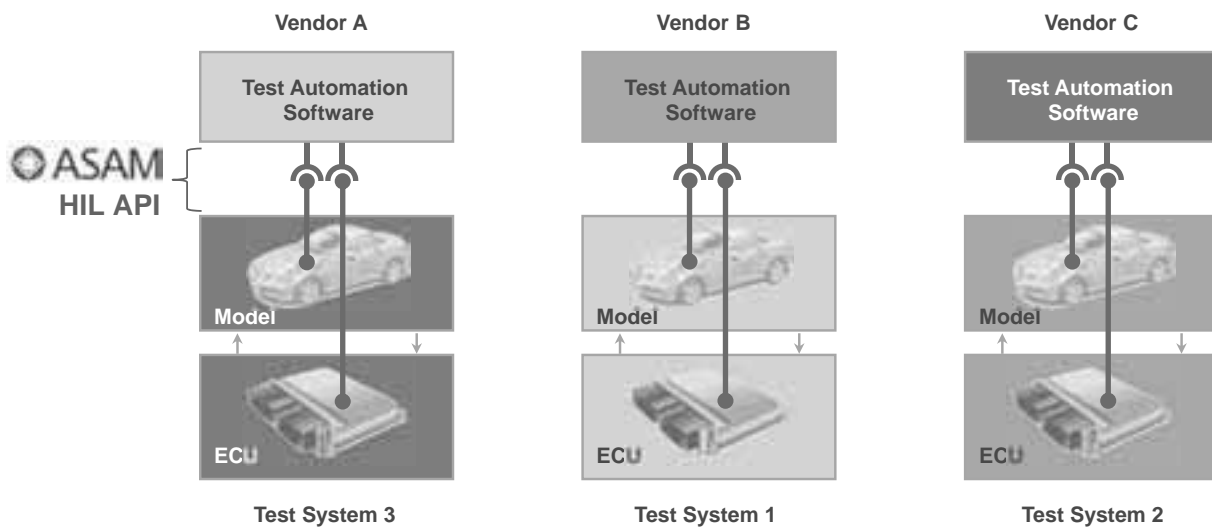 Vendor A
Vendor B
Vendor C
Test Automation
Software
Test Automation
Software
Test Automation
Software
ASAM
HIL API
Model
Model
Model
ECU
ECU
ECU
Test System 3
Test System 1
Test System 2